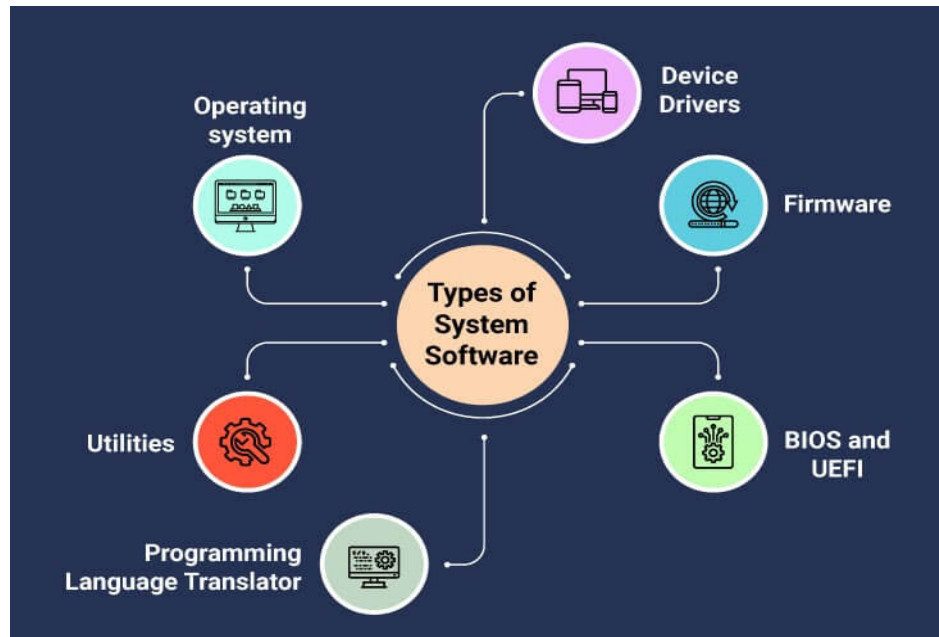 Operating
system
Device
Drivers
Firmware
Types of
System
Software
Utilities
BIOS and
UEFI
Programming
Language Translator